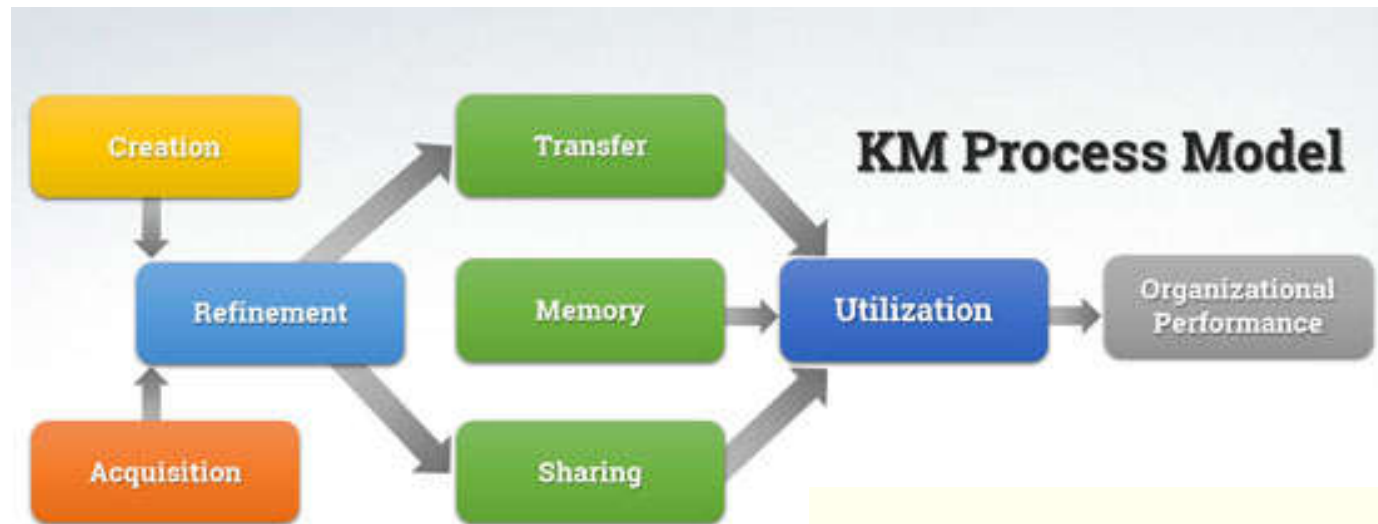 Creation
Transfer
KM Process Model
Refinement
Memory
Utilization
Organizational
Performance
Acquisition
Sharing